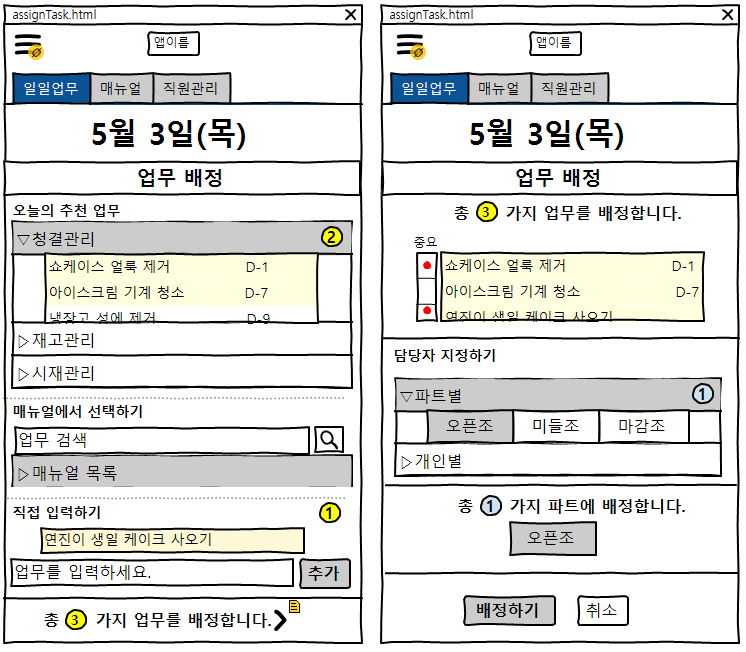 assignTask.html
앱이름
일일업무 매뉴얼 직원관리
5월 3일(목)
업무 배정
오늘의 추천 업무
▽청결관리 2
쇼케이스 얼룩 제거 D-1
아이스크림 기계 청소 D-7
냉장고 성에 제거 D-9
▷재고관리
▷시재관리
매뉴얼에서 선택하기
업무 검색
▷매뉴얼 목록
직접 입력하기 1
연진이 생일 케이크 사오기
업무를 입력하세요. 추가
총 3 가지 업무를 배정합니다.
assignTask.html
앱이름
일일업무 매뉴얼 직원관리
5월 3일(목)
업무 배정
총 3 가지 업무를 배정합니다.
중요
쇼케이스 얼룩 제거 D-1
아이스크림 기계 청소 D-7
연진이 생일 케이크 사오기
담당자 지정하기
▽파트별 1
오픈조 미들조 마감조
▷개인별
총 1 가지 파트에 배정합니다.
오픈조
배정하기 취소